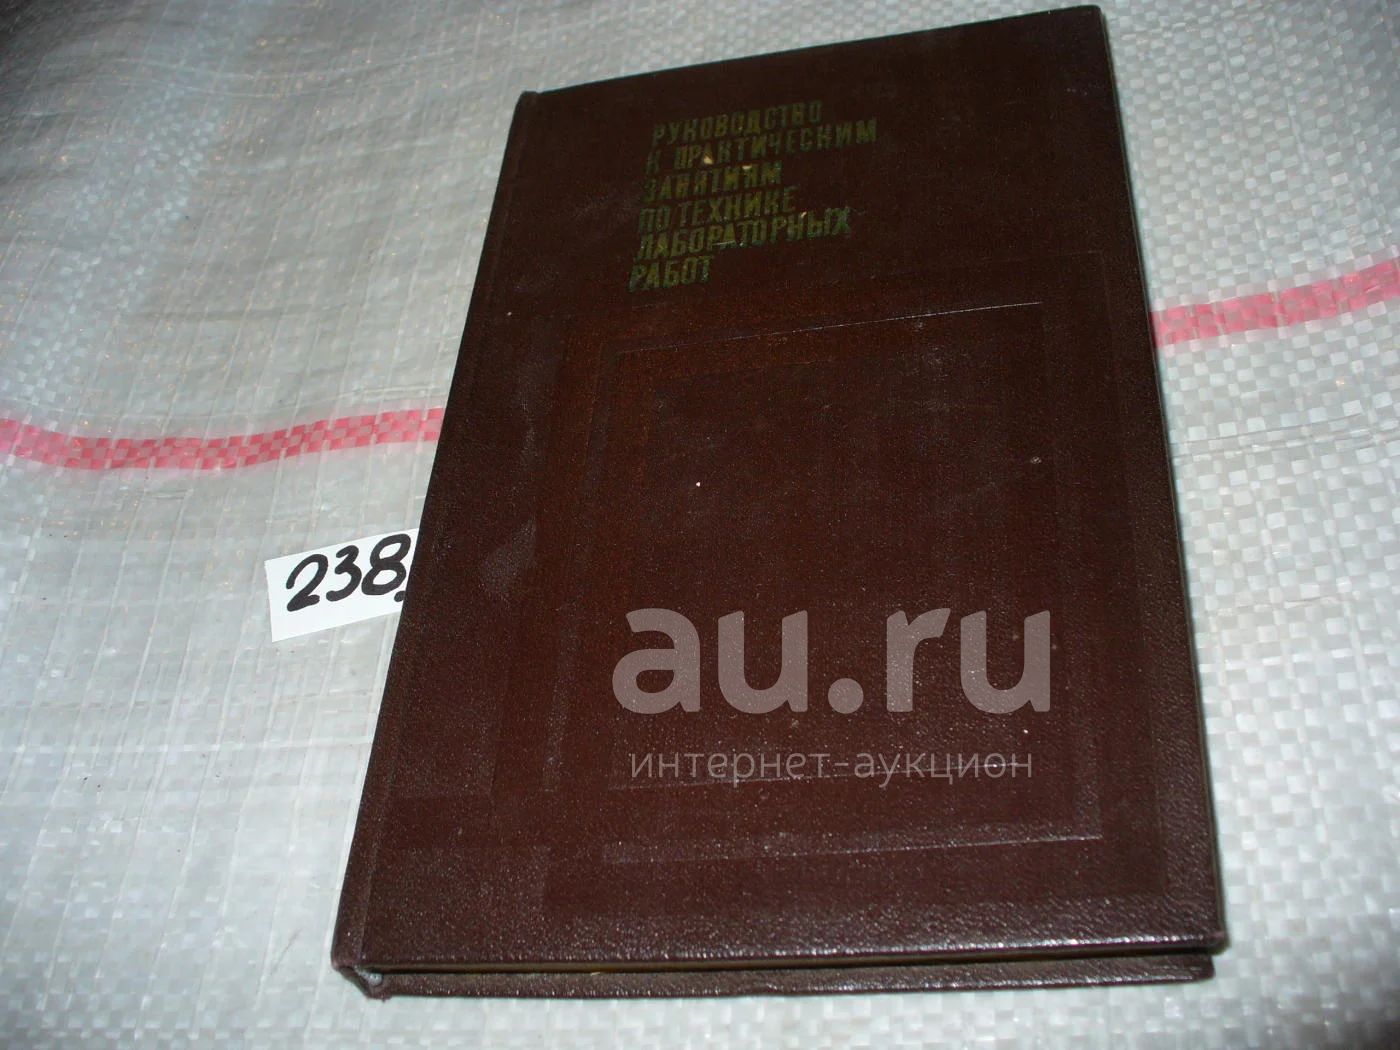 РУКОВОДСТВО
К ПРАКТИЧЕСКИМ
ЗАНЯТИЯМ
ПО ТЕХНИКЕ
ЛАБОРАТОРНЫХ
РАБОТ
238.
au.ru
интернет-аукцион